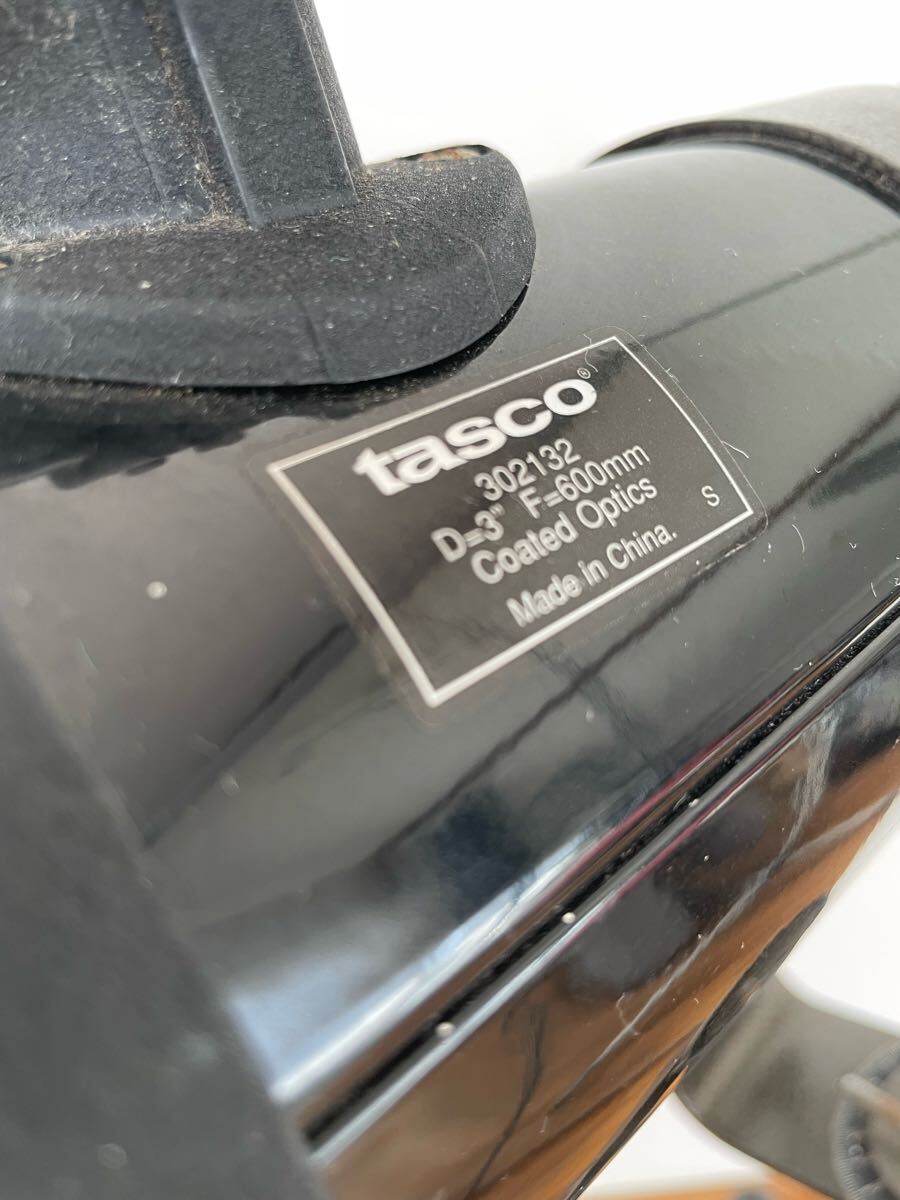 tasco®
302132
D=3" F=600mm
Coated Optics
Made in China. S